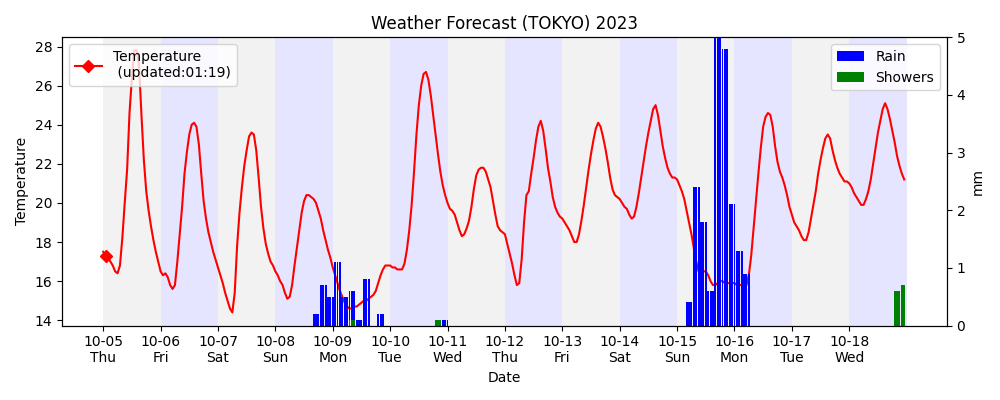 Weather Forecast (TOKYO) 2023
Temperature
(updated:01:19)
Rain
Showers
28
26
24
22
20
18
16
14
Temperature
5
4
3
2
1
0
mm
10-05 10-06 10-07 10-08 10-09 10-10 10-11 10-12 10-13 10-14 10-15 10-16 10-17 10-18
Thu Fri Sat Sun Mon Tue Wed Thu Fri Sat Sun Mon Tue Wed
Date